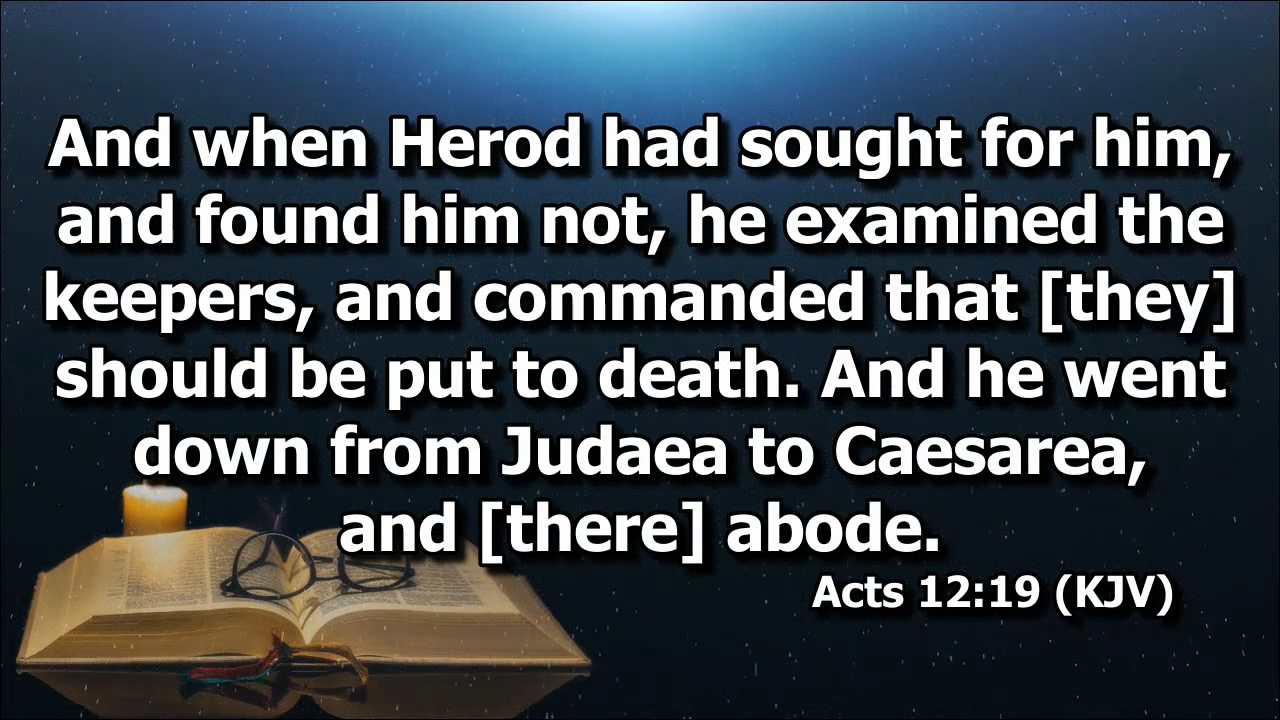 And when Herod had sought for him,
and found him not, he examined the
keepers, and commanded that [they]
should be put to death. And he went
down from Judaea to Caesarea,
and [there] abode.
Acts 12:19 (KJV)